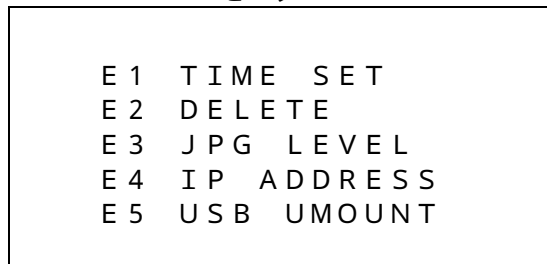 E1 TIME SET
E2 DELETE
E3 JPG LEVEL
E4 IP ADDRESS
E5 USB UMOUNT